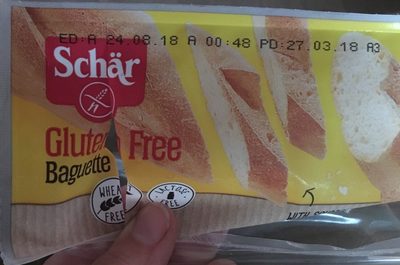 ED:A 24.08.18 A 00:48 PD:27.03.18 A3
Schär
Gluten Free
Baguette
WHEAT
FREE
LACTOSE
FREE
WITH